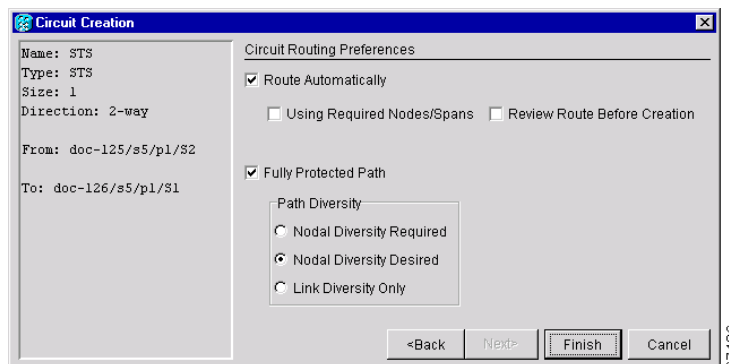 Circuit Creation
Name: STS
Type: STS
Size: 1
Direction: 2-way
From: doc-125/s5/p1/S2
To: doc-126/s5/p1/S1
Circuit Routing Preferences
Route Automatically
Using Required Nodes/Spans
Review Route Before Creation
Fully Protected Path
Path Diversity
Nodal Diversity Required
Nodal Diversity Desired
Link Diversity Only
<Back
Next>
Finish
Cancel